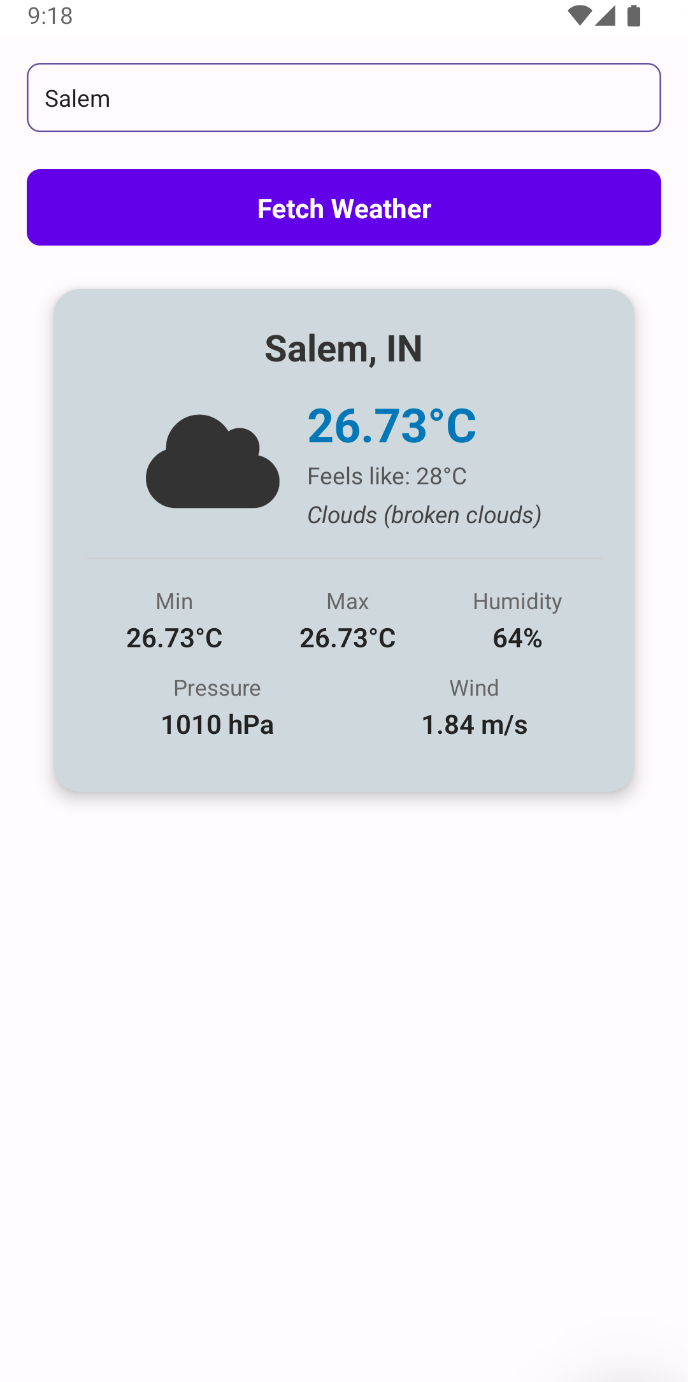 9:18
Salem
Fetch Weather
Salem, IN
26.73°C
Feels like: 28°C
Clouds (broken clouds)
Min Max Humidity
26.73°C 26.73°C 64%
Pressure Wind
1010 hPa 1.84 m/s